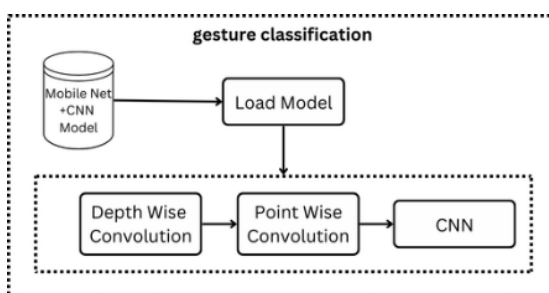 gesture classification
Mobile Net
+CNN
Model
Load Model
Depth Wise
Convolution
Point Wise
Convolution
CNN